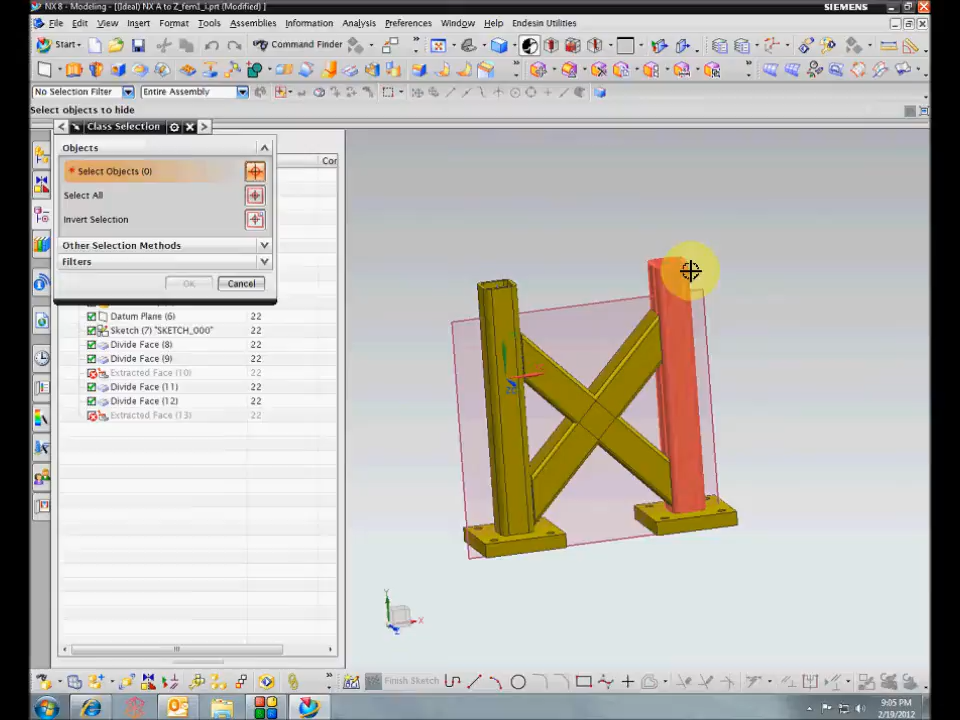 NX 8 - Modeling - [(Ideal) NX A to Z_fem1_i.prt (Modified) ]
SIEMENS
File Edit View Insert Format Tools Assemblies Information Analysis Preferences Window Help Endesin Utilities
Start Command Finder
No Selection Filter Entire Assembly
Select objects to hide
Class Selection
Objects
Cor
* Select Objects (0)
Select All
Invert Selection
Other Selection Methods
Filters
OK Cancel
Datum Plane (6) 22
Sketch (7) "SKETCH_000" 22
Divide Face (8) 22
Divide Face (9) 22
Extracted Face (10) 22
Divide Face (11) 22
Divide Face (12) 22
Extracted Face (13) 22
Y
X
Z
Finish Sketch
9:05 PM
2/19/2012